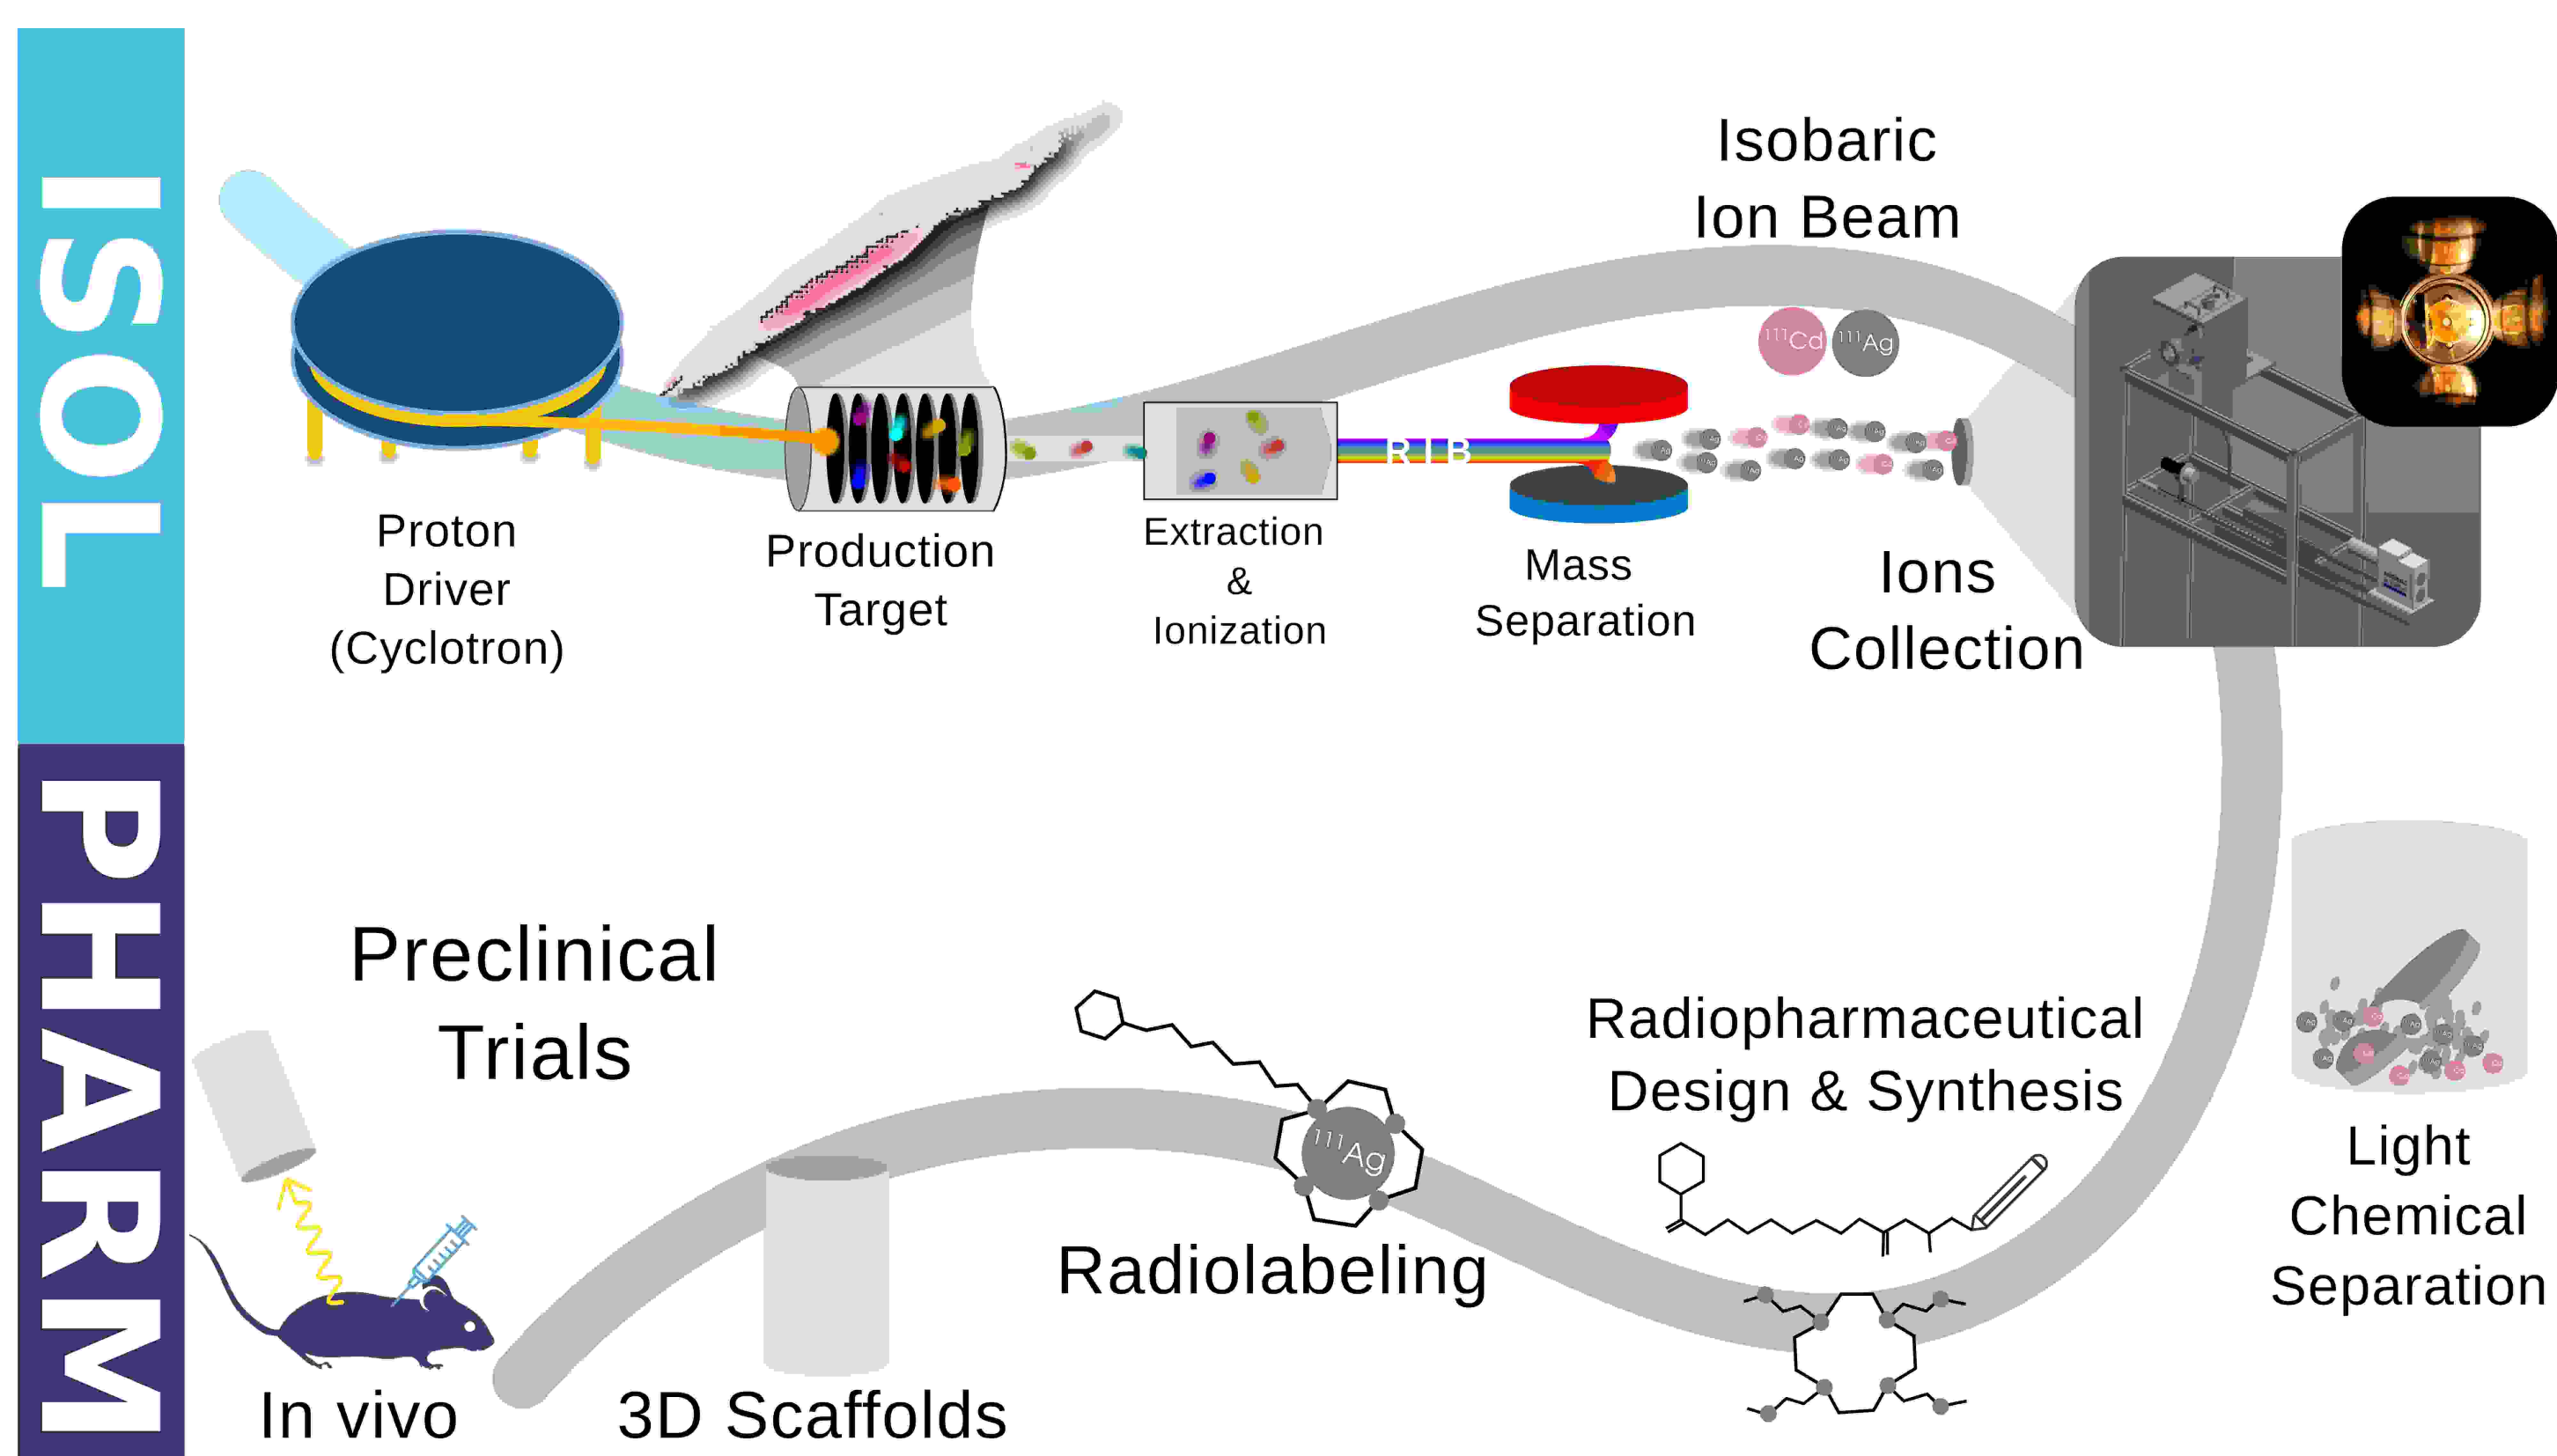 ISOL
PHARM
Proton
Driver
(Cyclotron)
Production
Target
Extraction
&
Ionization
RIB
Mass
Separation
Isobaric
Ion Beam
¹¹¹Cd
¹¹¹Ag
Ions
Collection
Light
Chemical
Separation
Radiopharmaceutical
Design & Synthesis
Radiolabeling
¹¹¹Ag
Preclinical
Trials
3D Scaffolds
In vivo